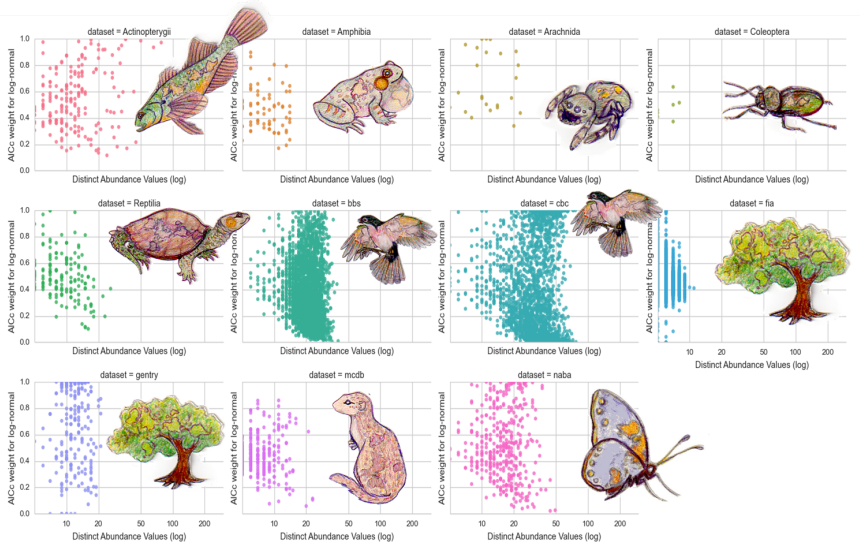 dataset = Actinopterygii
dataset = Amphibia
dataset = Arachnida
dataset = Coleoptera
AICc weight for log-normal
1.0
0.8
0.6
0.4
0.2
0.0
AICc weight for log-normal
AICc weight for log-normal
AICc weight for log-normal
Distinct Abundance Values (log)
Distinct Abundance Values (log)
Distinct Abundance Values (log)
Distinct Abundance Values (log)
dataset = Reptilia
dataset = bbs
dataset = cbc
dataset = fia
AICc weight for log-normal
1.0
0.8
0.6
0.4
0.2
0.0
AICc weight for log-normal
AICc weight for log-normal
AICc weight for log-normal
10 50 100 200
Distinct Abundance Values (log)
Distinct Abundance Values (log)
Distinct Abundance Values (log)
Distinct Abundance Values (log)
dataset = gentry
dataset = mcdb
dataset = naba
AICc weight for log-normal
1.0
0.8
0.6
0.4
0.2
0.0
AICc weight for log-normal
AICc weight for log-normal
10 50 100 200
10 20 50 100 200
10 20 50 100 200
Distinct Abundance Values (log)
Distinct Abundance Values (log)
Distinct Abundance Values (log)